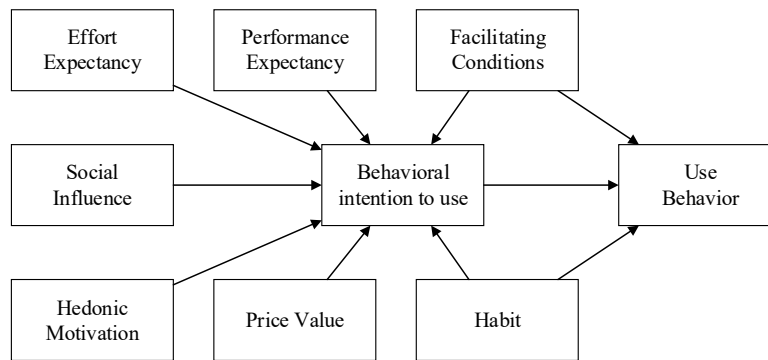 Effort
Expectancy
Performance
Expectancy
Facilitating
Conditions
Social
Influence
Behavioral
intention to use
Use
Behavior
Hedonic
Motivation
Price Value
Habit